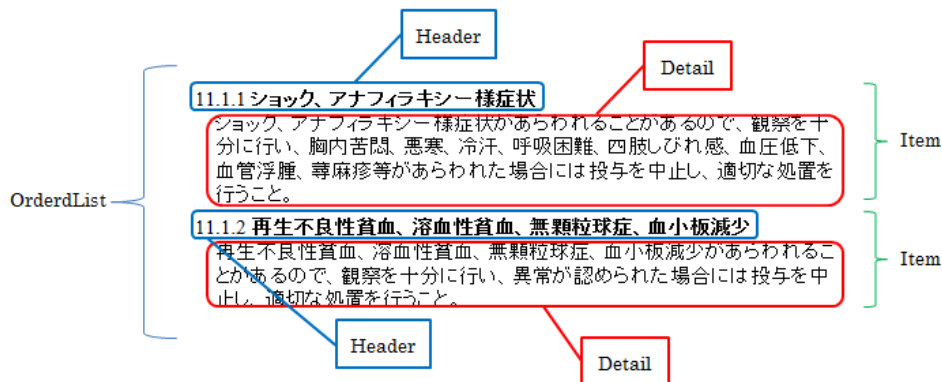 Header
Detail
11.1.1 ショック、アナフィラキシー様症状
ショック、アナフィラキシー様症状があらわれることがあるので、観察を十
分に行い、胸内苦悶、悪寒、冷汗、呼吸困難、四肢しびれ感、血圧低下、
血管浮腫、蕁麻疹等があらわれた場合には投与を中止し、適切な処置を
行うこと。
Item
OrderdList
11.1.2 再生不良性貧血、溶血性貧血、無顆粒球症、血小板減少
再生不良性貧血、溶血性貧血、無顆粒球症、血小板減少があらわれるこ
とがあるので、観察を十分に行い、異常が認められた場合には投与を中
止し、適切な処置を行うこと。
Item
Header
Detail